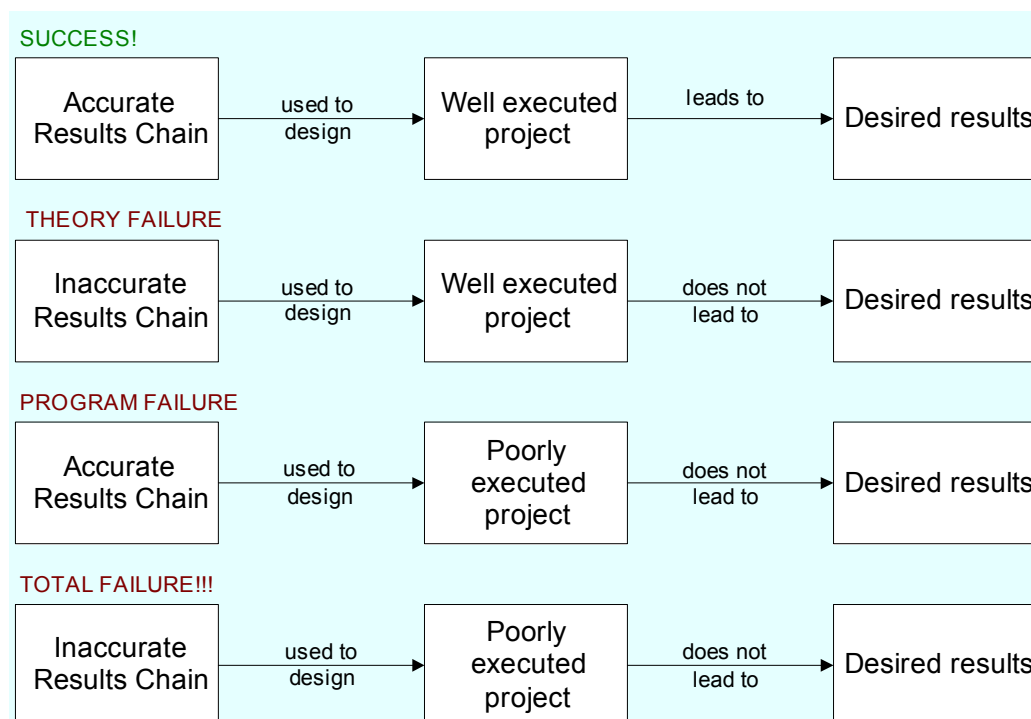 SUCCESS!
Accurate
Results Chain
used to
design
Well executed
project
leads to
Desired results
THEORY FAILURE
Inaccurate
Results Chain
used to
design
Well executed
project
does not
lead to
Desired results
PROGRAM FAILURE
Accurate
Results Chain
used to
design
Poorly
executed
project
does not
lead to
Desired results
TOTAL FAILURE!!!
Inaccurate
Results Chain
used to
design
Poorly
executed
project
does not
lead to
Desired results